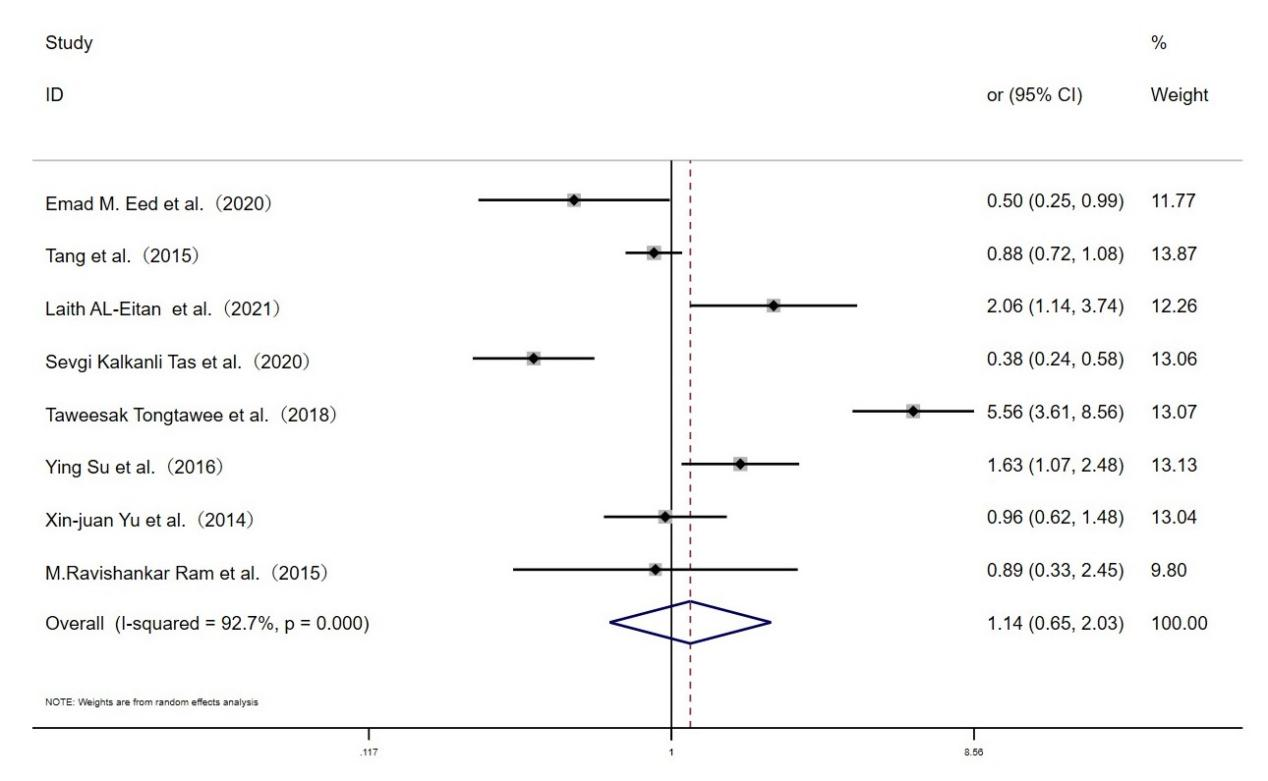 Study %
ID or (95% CI) Weight
Emad M. Eed et al.（2020） 0.50 (0.25, 0.99) 11.77
Tang et al.（2015） 0.88 (0.72, 1.08) 13.87
Laith AL-Eitan  et al.（2021） 2.06 (1.14, 3.74) 12.26
Sevgi Kalkanli Tas et al.（2020） 0.38 (0.24, 0.58) 13.06
Taweesak Tongtawee et al.（2018） 5.56 (3.61, 8.56) 13.07
Ying Su et al.（2016） 1.63 (1.07, 2.48) 13.13
Xin-juan Yu et al.（2014） 0.96 (0.62, 1.48) 13.04
M.Ravishankar Ram et al.（2015） 0.89 (0.33, 2.45) 9.80
Overall  (I-squared = 92.7%, p = 0.000) 1.14 (0.65, 2.03) 100.00
NOTE: Weights are from random effects analysis
.117 1 8.56